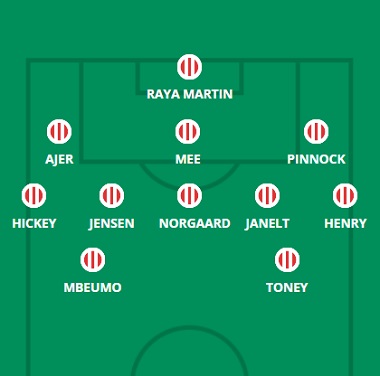 RAYA MARTIN
AJER MEE PINNOCK
HICKEY JENSEN NORGAARD JANELT HENRY
MBEUMO TONEY